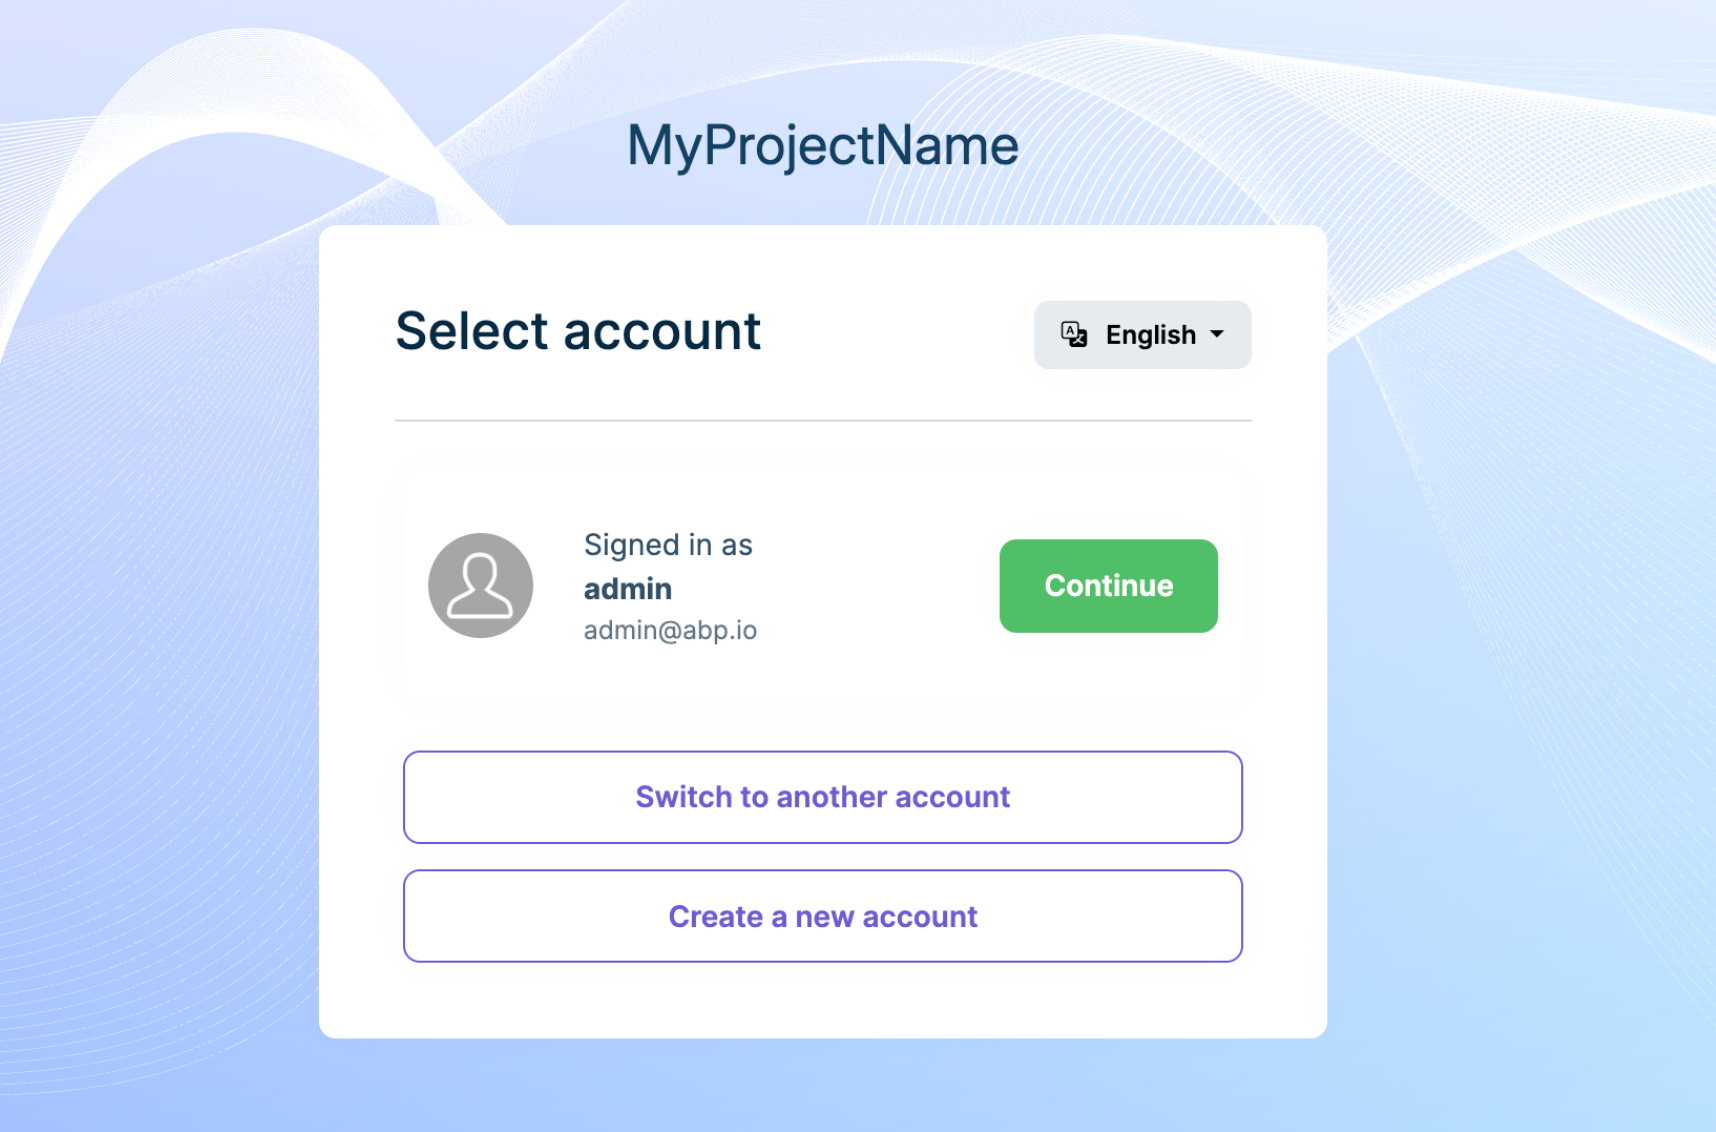 MyProjectName
Select account
English
Signed in as
admin
admin@abp.io
Continue
Switch to another account
Create a new account